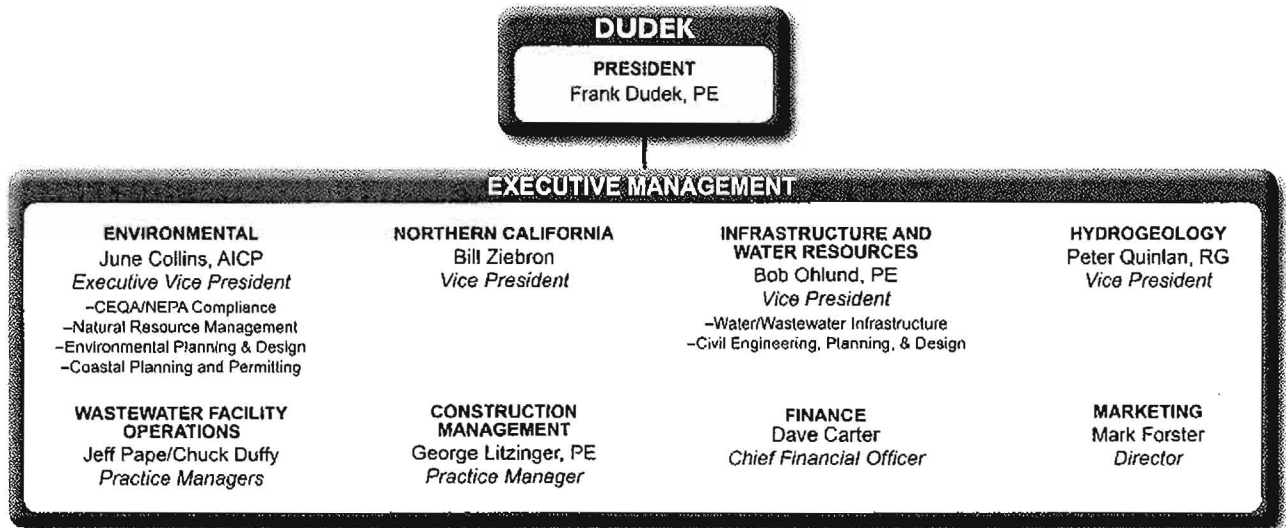 DUDEK
PRESIDENT
Frank Dudek, PE
EXECUTIVE MANAGEMENT
ENVIRONMENTAL
June Collins, AICP
Executive Vice President
–CEQA/NEPA Compliance
–Natural Resource Management
–Environmental Planning & Design
–Coastal Planning and Permitting
NORTHERN CALIFORNIA
Bill Ziebron
Vice President
INFRASTRUCTURE AND
WATER RESOURCES
Bob Ohlund, PE
Vice President
–Water/Wastewater Infrastructure
–Civil Engineering, Planning, & Design
HYDROGEOLOGY
Peter Quinlan, RG
Vice President
WASTEWATER FACILITY
OPERATIONS
Jeff Pape/Chuck Duffy
Practice Managers
CONSTRUCTION
MANAGEMENT
George Litzinger, PE
Practice Manager
FINANCE
Dave Carter
Chief Financial Officer
MARKETING
Mark Forster
Director